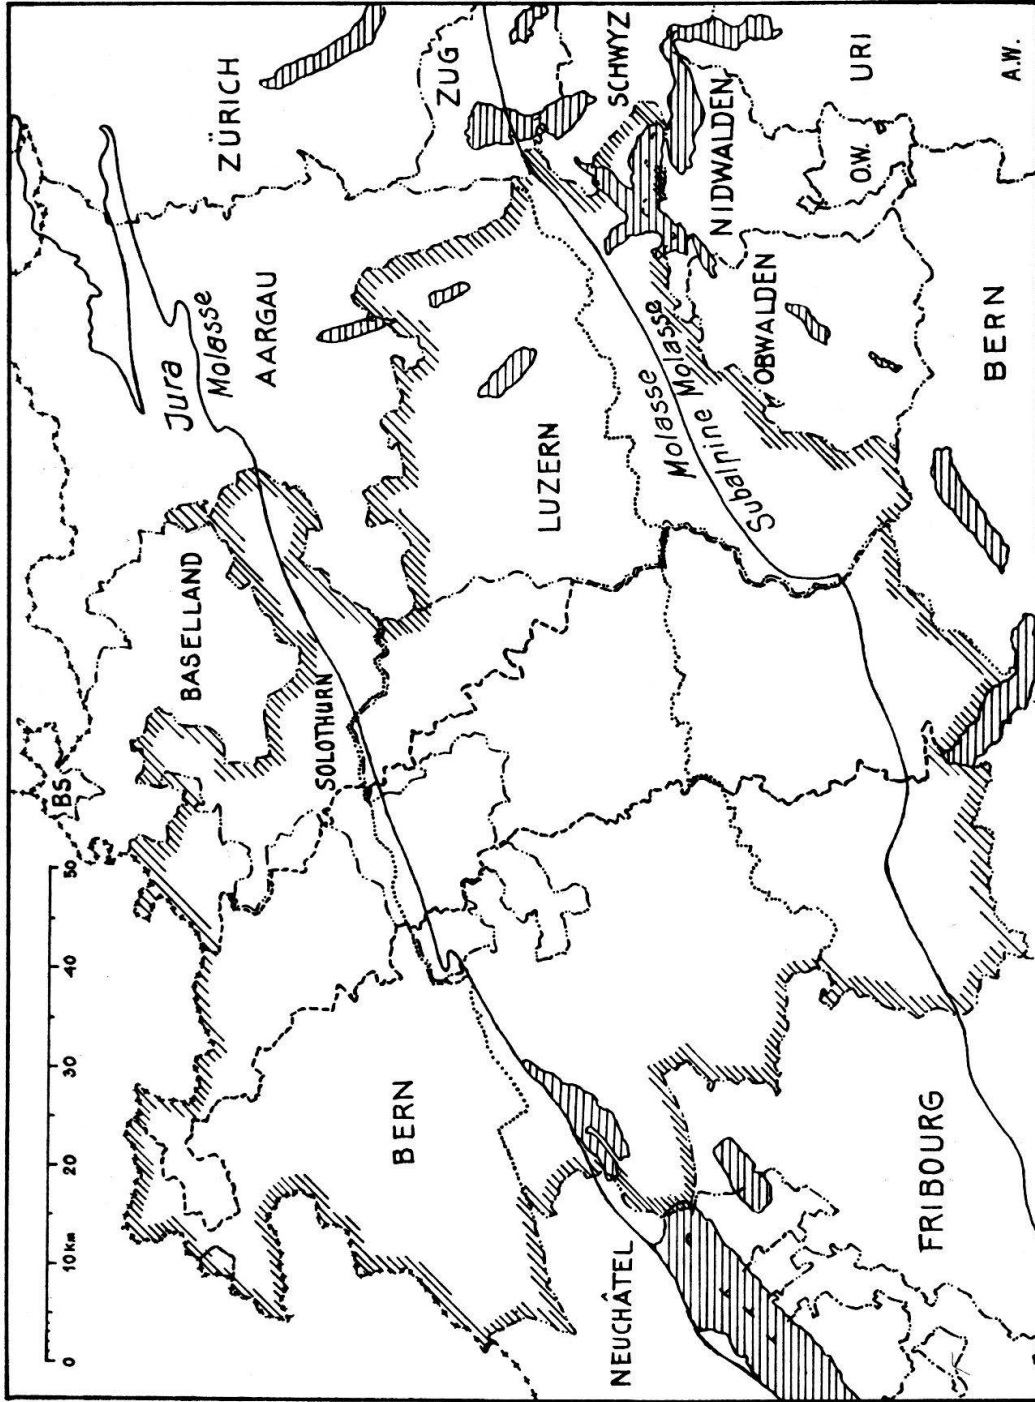 0 10 km 20 30 40 50
BS
BASELLAND
ZÜRICH
Jura
Molasse
AARGAU
ZUG
SOLOTHURN
BERN
LUZERN
SCHWYZ
NEUCHÂTEL
Molasse
Subalpine Molasse
NIDWALDEN
OBWALDEN
URI
O.W.
FRIBOURG
BERN
A.W.